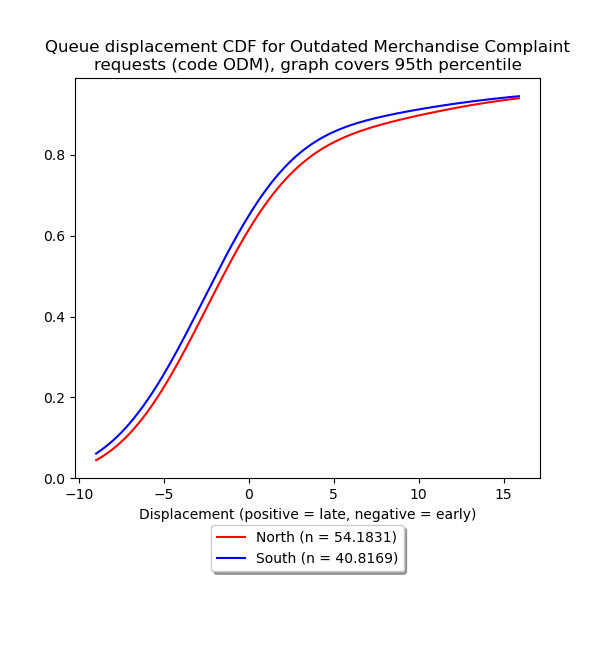 Queue displacement CDF for Outdated Merchandise Complaint
requests (code ODM), graph covers 95th percentile
0.8
0.6
0.4
0.2
0.0
−10
−5
0
5
10
15
Displacement (positive = late, negative = early)
North (n = 54.1831)
South (n = 40.8169)